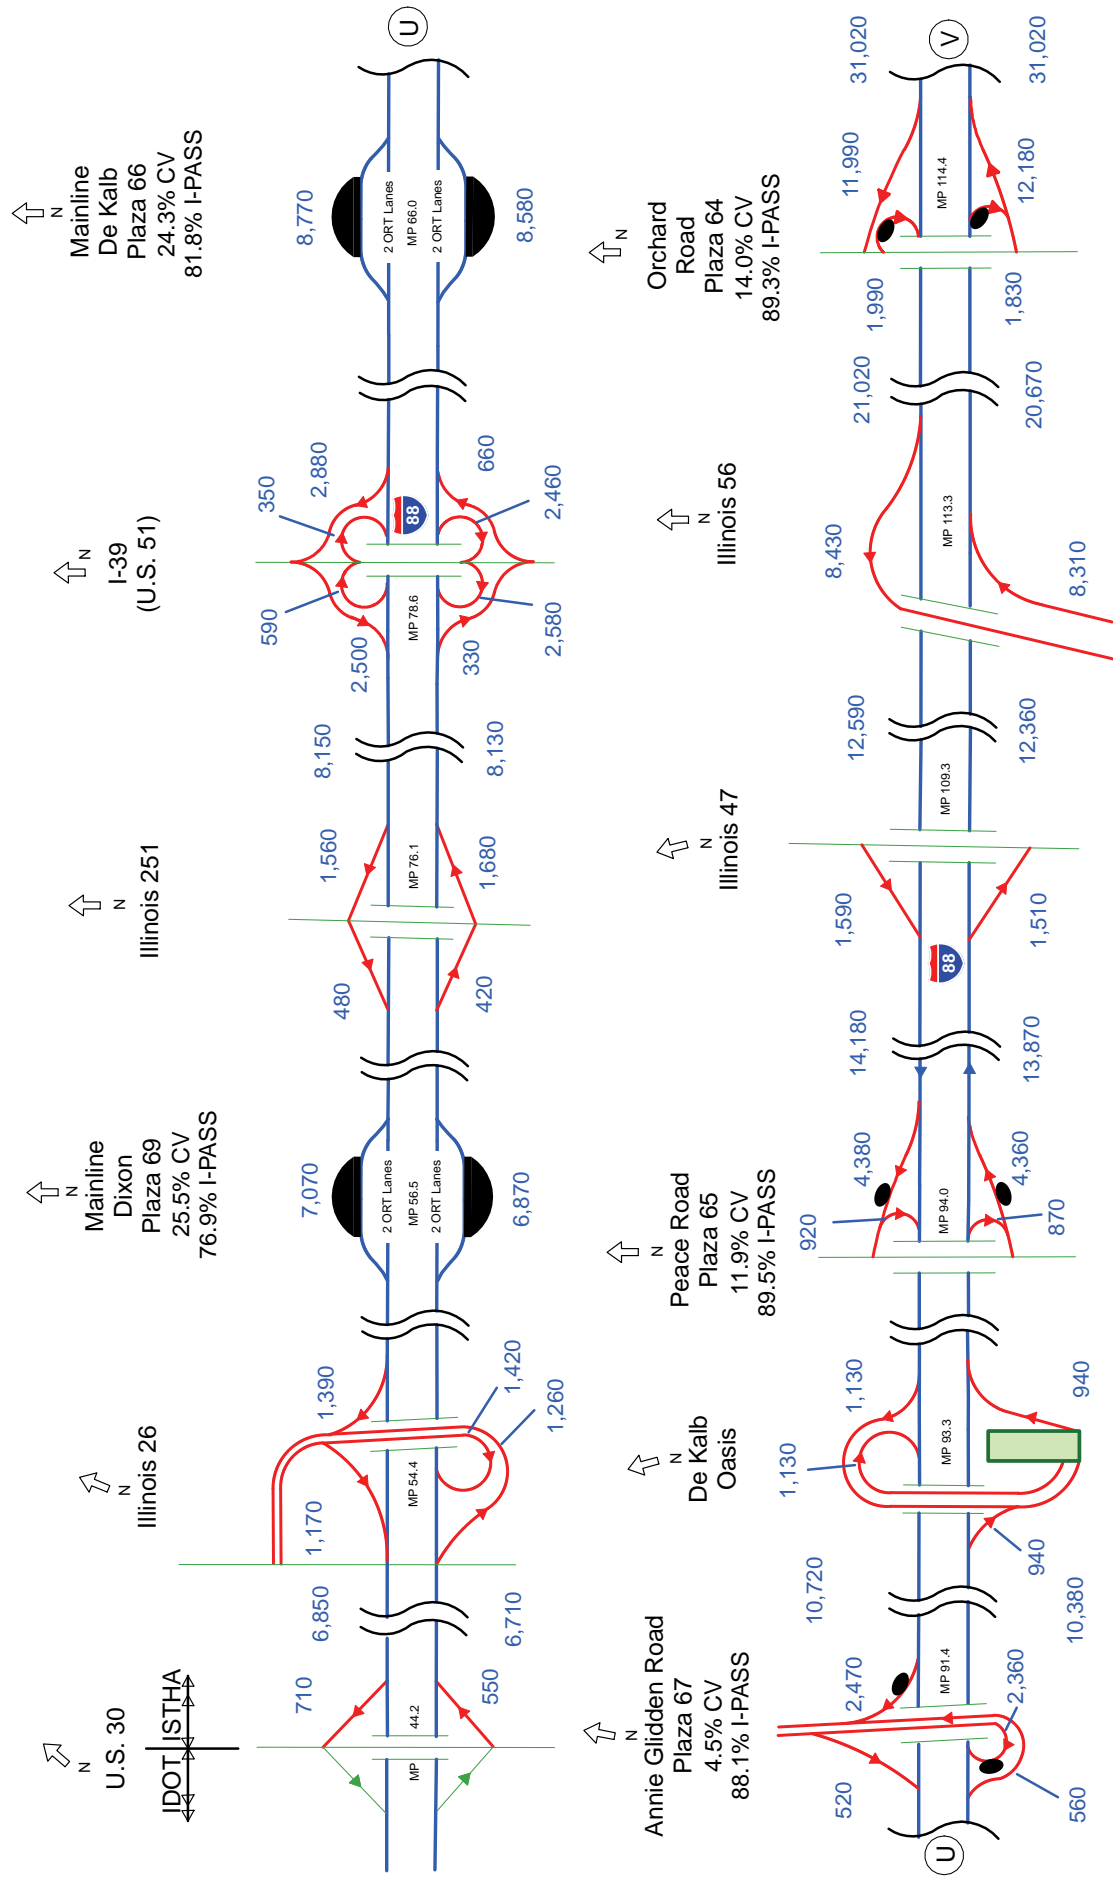 U.S. 30
IDOT
ISTHA
N
710
550
MP
44.2
6,850
6,710
Illinois 26
N
1,170
1,390
MP 54.4
1,420
1,260
Mainline
Dixon
Plaza 69
25.5% CV
76.9% I-PASS
N
7,070
2 ORT Lanes
MP 56.5
2 ORT Lanes
6,870
Illinois 251
N
480
1,560
MP 76.1
420
1,680
8,150
8,130
I-39
(U.S. 51)
N
590
350
2,500
2,880
MP 78.6
88
330
660
2,580
2,460
Mainline
De Kalb
Plaza 66
24.3% CV
81.8% I-PASS
N
8,770
2 ORT Lanes
MP 66.0
2 ORT Lanes
8,580
U
U
Annie Glidden Road
Plaza 67
4.5% CV
88.1% I-PASS
N
520
2,470
MP 91.4
2,360
560
10,720
10,380
De Kalb
Oasis
N
1,130
1,130
MP 93.3
940
940
Peace Road
Plaza 65
11.9% CV
89.5% I-PASS
N
920
4,380
MP 94.0
870
4,360
14,180
13,870
88
Illinois 47
N
1,590
1,510
MP 109.3
12,590
12,360
Illinois 56
N
8,430
MP 113.3
8,310
21,020
20,670
Orchard
Road
Plaza 64
14.0% CV
89.3% I-PASS
N
1,990
11,990
MP 114.4
1,830
12,180
31,020
31,020
V